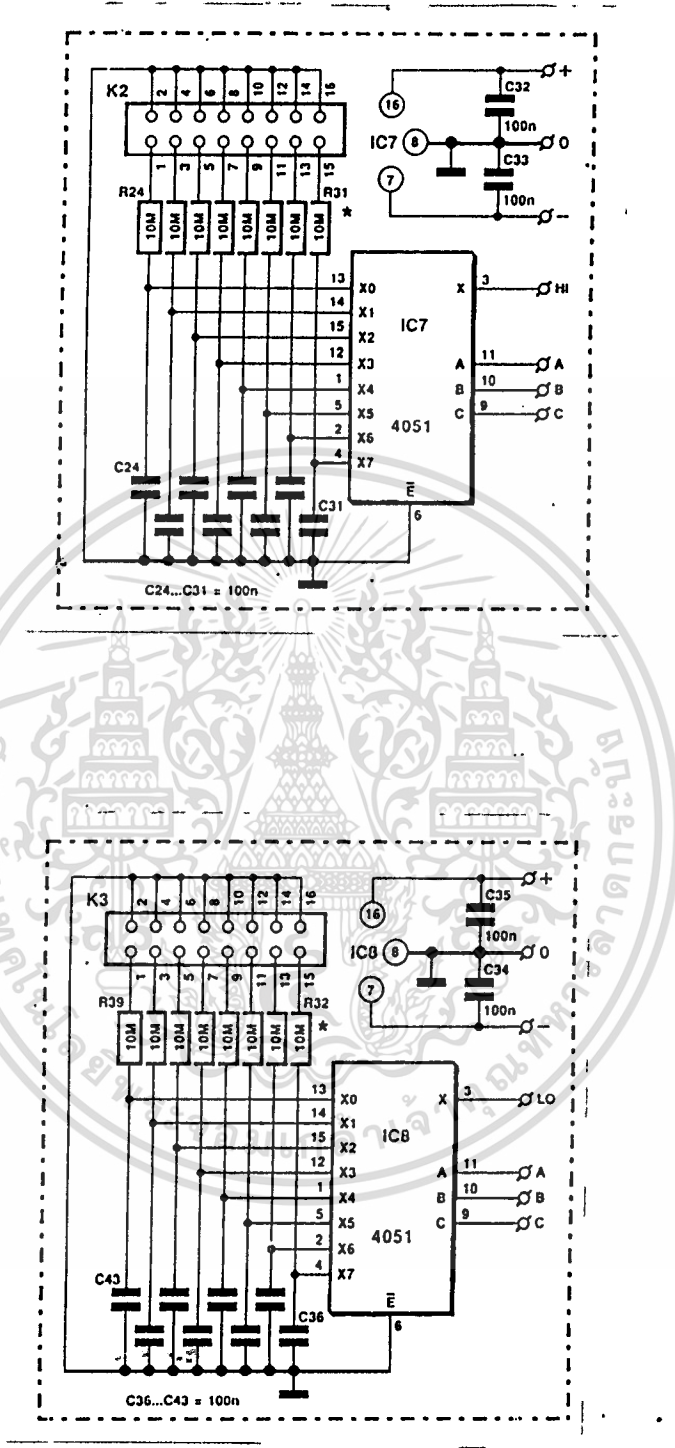 K2
2 4 6 8 10 12 14 16
1 3 5 7 9 11 13 15
R24 R31 *
10M 10M 10M 10M 10M 10M 10M 10M
C32
100n
+
16
IC7 8
0
C33
100n
7
–
13 X0
14 X1
15 X2
12 X3
1 X4
5 X5
2 X6
4 X7
IC7
4051
X 3 HI
A 11 A
B 10 B
C 9 C
E̅
6
C24
C31
C24...C31 = 100n
K3
2 4 6 8 10 12 14 16
1 3 5 7 9 11 13 15
R39 R32 *
10M 10M 10M 10M 10M 10M 10M 10M
C35
100n
+
16
IC8 8
0
C34
100n
7
–
13 X0
14 X1
15 X2
12 X3
1 X4
5 X5
2 X6
4 X7
IC8
4051
X 3 LO
A 11 A
B 10 B
C 9 C
E̅
6
C43
C36
C36...C43 = 100n